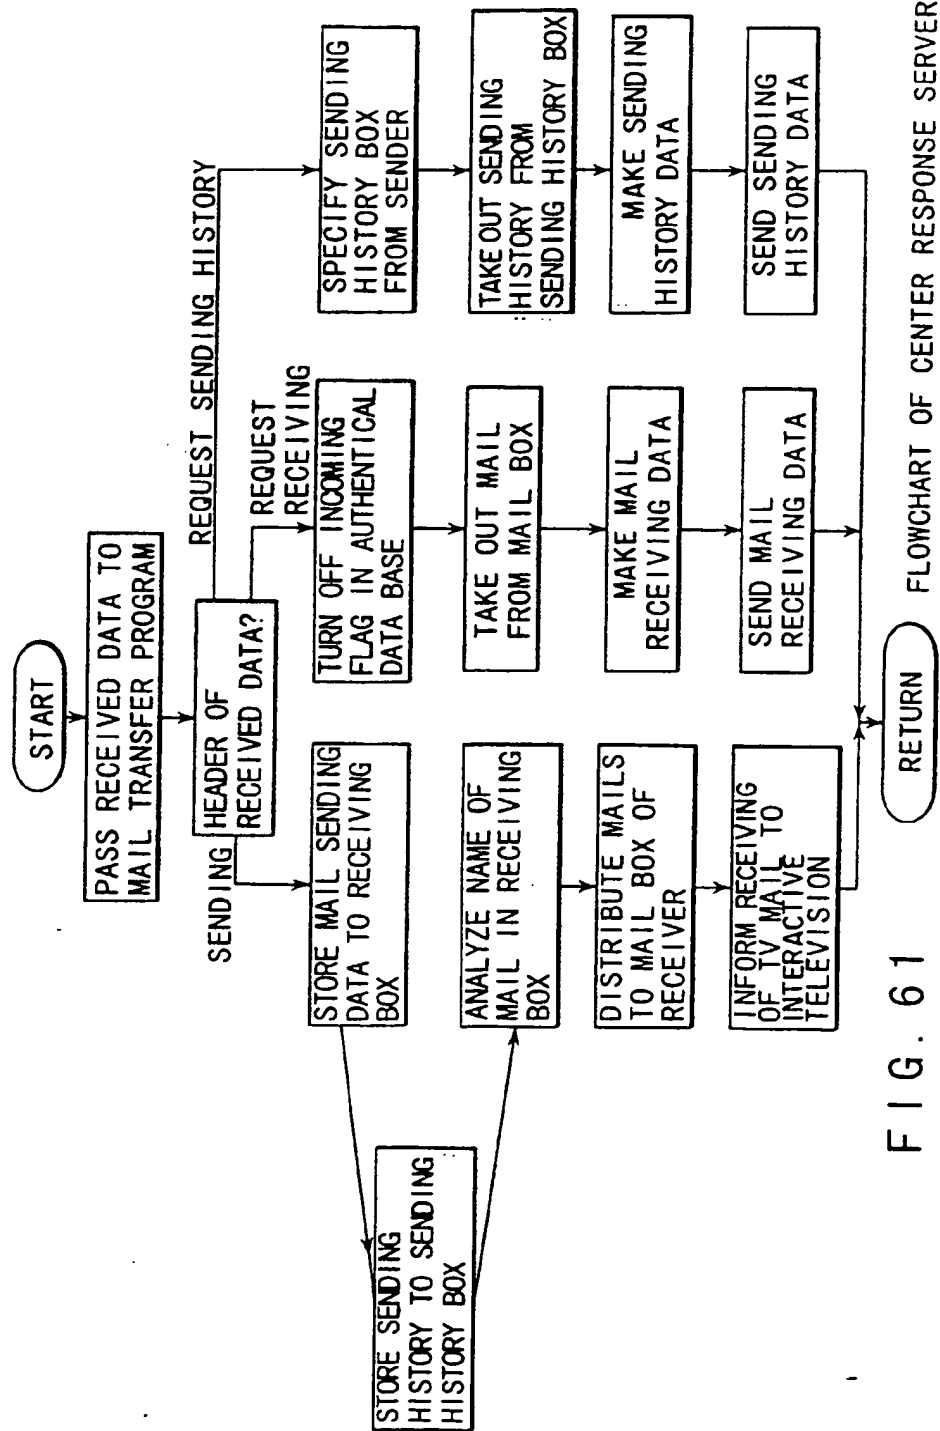 START
PASS RECEIVED DATA TO
MAIL TRANSFER PROGRAM
HEADER OF
RECEIVED DATA?
SENDING
REQUEST
RECEIVING
REQUEST SENDING HISTORY
STORE MAIL SENDING
DATA TO RECEIVING
BOX
STORE SENDING
HISTORY TO SENDING
HISTORY BOX
ANALYZE NAME OF
MAIL IN RECEIVING
BOX
DISTRIBUTE MAILS
TO MAIL BOX OF
RECEIVER
INFORM RECEIVING
OF TV MAIL TO
INTERACTIVE
TELEVISION
TURN OFF INCOMING
FLAG IN AUTHENTICAL
DATA BASE
TAKE OUT MAIL
FROM MAIL BOX
MAKE MAIL
RECEIVING DATA
SEND MAIL
RECEIVING DATA
SPECIFY SENDING
HISTORY BOX
FROM SENDER
TAKE OUT SENDING
HISTORY FROM
SENDING HISTORY BOX
MAKE SENDING
HISTORY DATA
SEND SENDING
HISTORY DATA
RETURN
FIG. 61
FLOWCHART OF CENTER RESPONSE SERVER